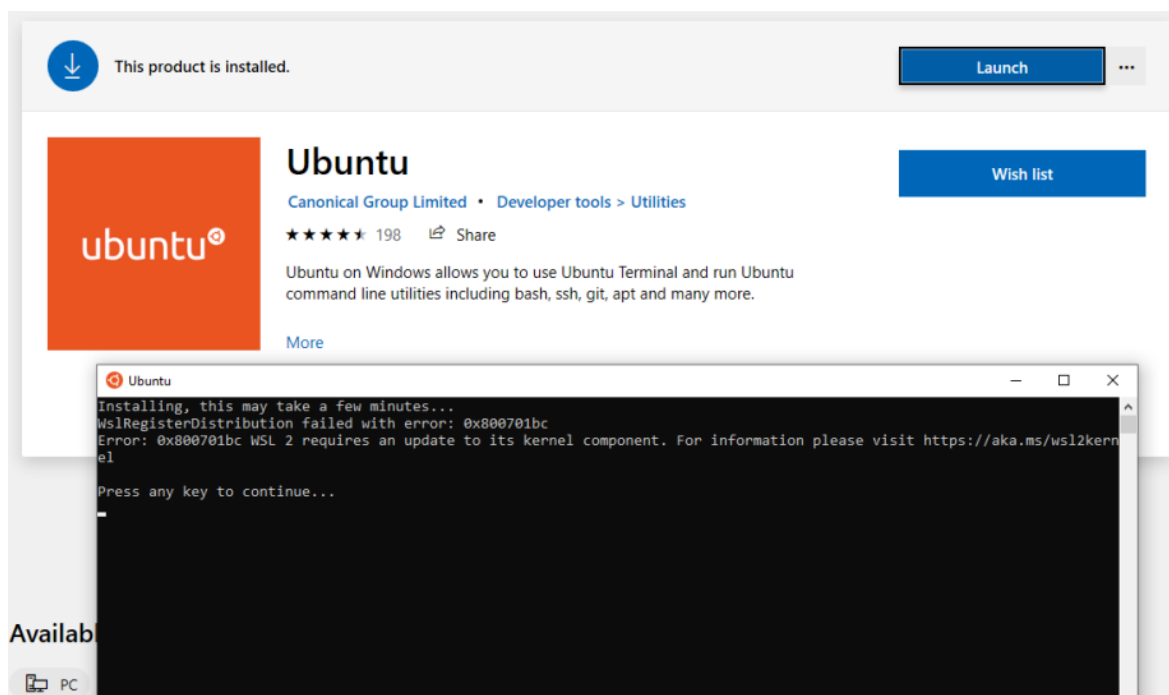 This product is installed.
Launch
Ubuntu
Wish list
Canonical Group Limited • Developer tools > Utilities
ubuntu
198 Share
Ubuntu on Windows allows you to use Ubuntu Terminal and run Ubuntu
command line utilities including bash, ssh, git, apt and many more.
More
Ubuntu
Installing, this may take a few minutes...
WslRegisterDistribution failed with error: 0x800701bc
Error: 0x800701bc WSL 2 requires an update to its kernel component. For information please visit https://aka.ms/wsl2kern
el
Press any key to continue...
PC